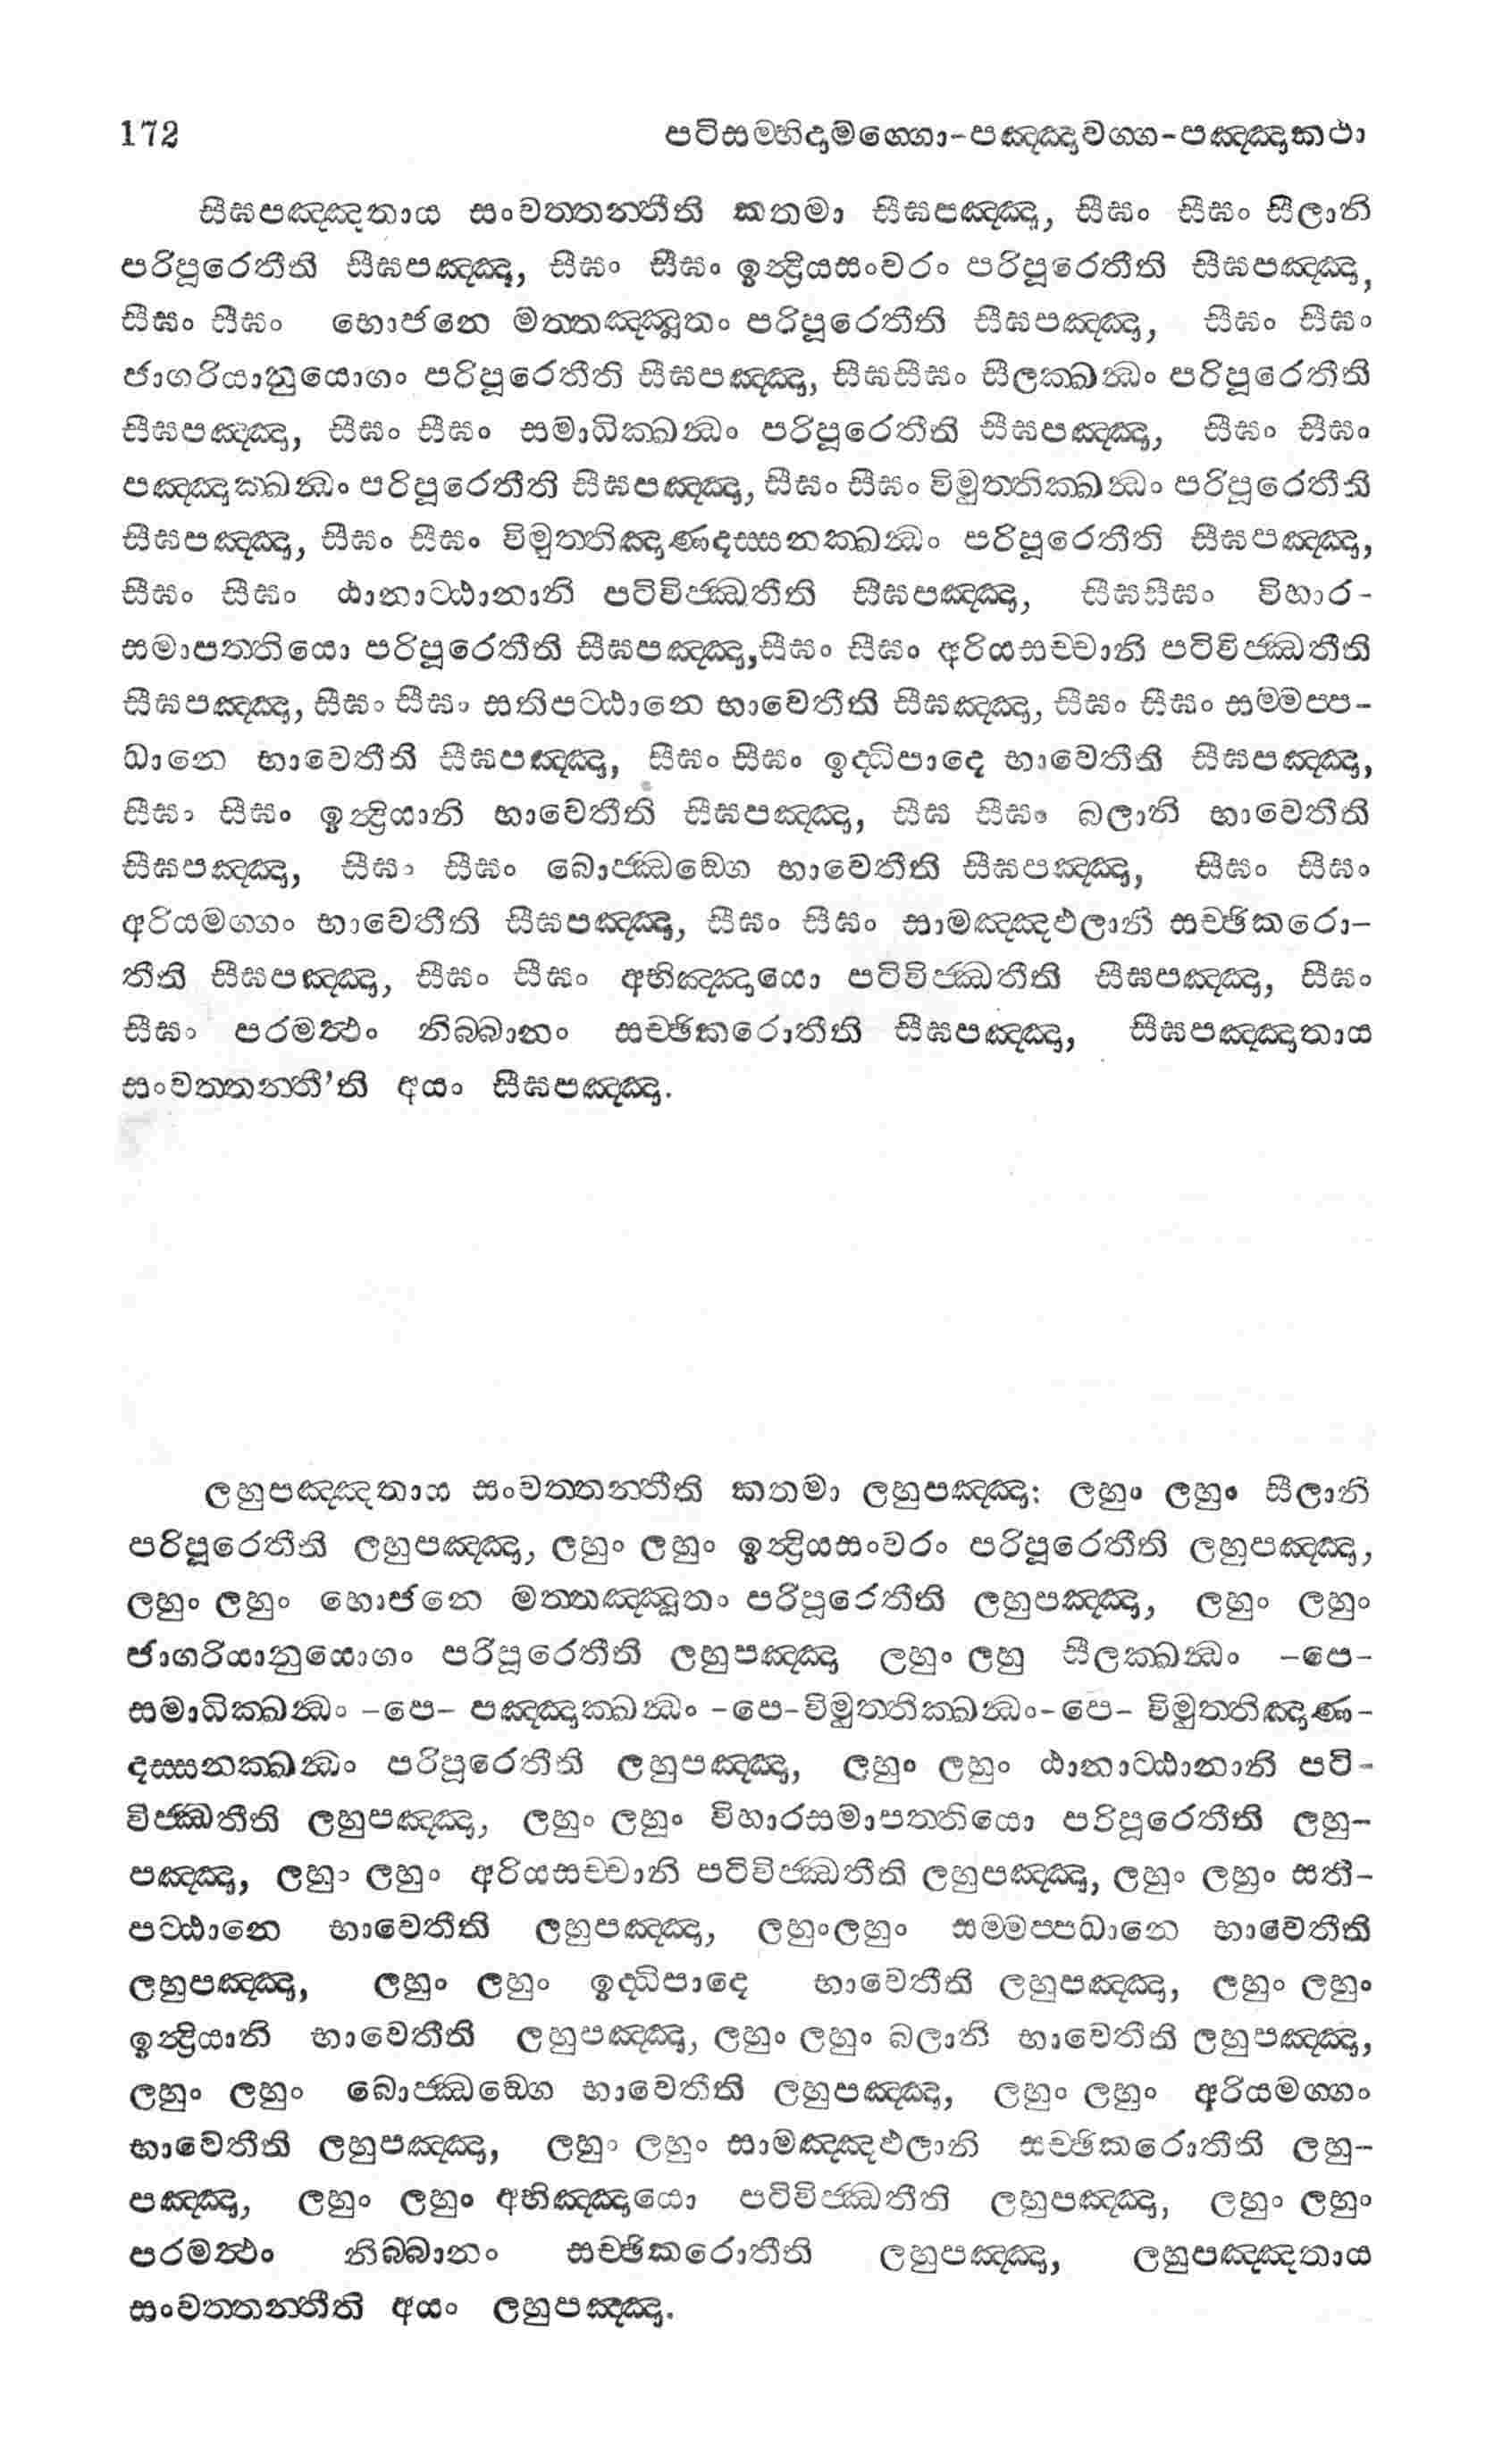 172 පටිසම්භිදාමග්ගො-පඤ්ඤාවග්ග-පඤ්ඤාකථා
සීඝපඤ්ඤතාය සංවත්තන්තීති කතමා සීඝපඤ්ඤා, සීඝං සීඝං සීලානි
පරිපූරෙතීති සීඝපඤ්ඤා, සීඝං සීඝං ඉන්ද්‍රියසංවරං පරිපූරෙතීති සීඝපඤ්ඤා,
සීඝං සීඝං භොජනෙ මත්තඤ්ඤුතං පරිපූරෙතීති සීඝපඤ්ඤා, සීඝං සීඝං
ජාගරියානුයොගං පරිපූරෙතීති සීඝපඤ්ඤා, සීඝසීඝං සීලක්ඛන්ධං පරිපූරෙතීති
සීඝපඤ්ඤා, සීඝං සීඝං සමාධික්ඛන්ධං පරිපූරෙතීති සීඝපඤ්ඤා, සීඝං සීඝං
පඤ්ඤාක්ඛන්ධං පරිපූරෙතීති සීඝපඤ්ඤා, සීඝං සීඝං විමුත්තික්ඛන්ධං පරිපූරෙතීති
සීඝපඤ්ඤා, සීඝං සීඝං විමුත්තිඤාණදස්සනක්ඛන්ධං පරිපූරෙතීති සීඝපඤ්ඤා,
සීඝං සීඝං ඨානාට්ඨානානි පටිවිජ්ඣතීති සීඝපඤ්ඤා, සීඝසීඝං විහාර-
සමාපත්තියො පරිපූරෙතීති සීඝපඤ්ඤා,සීඝං සීඝං අරියසච්චානි පටිවිජ්ඣතීති
සීඝපඤ්ඤා, සීඝං සීඝං සතිපට්ඨානෙ භාවෙතීති සීඝඤ්ඤා, සීඝං සීඝං සම්මප්ප-
ධානෙ භාවෙතීති සීඝපඤ්ඤා, සීඝං සීඝං ඉද්ධිපාදෙ භාවෙතීති සීඝපඤ්ඤා,
සීඝං සීඝං ඉන්ද්‍රියානි භාවෙතීති සීඝපඤ්ඤා, සීඝ සීඝං බලානි භාවෙතීති
සීඝපඤ්ඤා, සීඝං සීඝං බොජ්ඣඞ්ගෙ භාවෙතීති සීඝපඤ්ඤා, සීඝං සීඝං
අරියමග්ගං භාවෙතීති සීඝපඤ්ඤා, සීඝං සීඝං සාමඤ්ඤඵලානි සච්ඡිකරො-
තීති සීඝපඤ්ඤා, සීඝං සීඝං අභිඤ්ඤායො පටිවිජ්ඣතීති සීඝපඤ්ඤා, සීඝං
සීඝං පරමත්ථං නිබ්බානං සච්ඡිකරොතීති සීඝපඤ්ඤා, සීඝපඤ්ඤාතාය
සංවත්තන්තී’ති අයං සීඝපඤ්ඤා.
ලහුපඤ්ඤතාය සංවත්තන්තීති කතමා ලහුපඤ්ඤා: ලහුං ලහුං සීලානි
පරිපූරෙතීති ලහුපඤ්ඤා, ලහුං ලහුං ඉන්ද්‍රියසංවරං පරිපූරෙතීති ලහුපඤ්ඤා,
ලහුං ලහුං භොජනෙ මත්තඤ්ඤූතං පරිපූරෙතීති ලහුපඤ්ඤා, ලහුං ලහුං
ජාගරියානුයොගං පරිපූරෙතීති ලහුපඤ්ඤා ලහුං ලහු සීලක්ඛන්ධං -පෙ-
සමාධික්ඛන්ධං -පෙ- පඤ්ඤාක්ඛන්ධං -පෙ-විමුත්තික්ඛන්ධං-පෙ- විමුත්තිඤාණ-
දස්සනක්ඛන්ධං පරිපූරෙතීති ලහුපඤ්ඤා, ලහුං ලහුං ඨානාට්ඨානානි පටි-
විජ්ඣතීති ලහුපඤ්ඤා, ලහුං ලහුං විහාරසමාපත්තියො පරිපූරෙතීති ලහු-
පඤ්ඤා, ලහුං ලහුං අරියසච්චානි පටිවිජ්ඣතීති ලහුපඤ්ඤා, ලහුං ලහුං සති-
පට්ඨානෙ භාවෙතීති ලහුපඤ්ඤා, ලහුංලහුං සම්මප්පධානෙ භාවෙතීති
ලහුපඤ්ඤා, ලහුං ලහුං ඉද්ධිපාදෙ භාවෙතීති ලහුපඤ්ඤා, ලහුං ලහුං
ඉන්ද්‍රියානි භාවෙතීති ලහුපඤ්ඤා, ලහුං ලහුං බලානි භාවෙතීති ලහුපඤ්ඤා,
ලහුං ලහුං බොජ්ඣඞ්ගෙ භාවෙතීති ලහුපඤ්ඤා, ලහුං ලහුං අරියමග්ගං
භාවෙතීති ලහුපඤ්ඤා, ලහුං ලහුං සාමඤ්ඤඵලානි සච්ඡිකරොතීති ලහු-
පඤ්ඤා, ලහුං ලහුං අභිඤ්ඤායො පටිවිජ්ඣතීති ලහුපඤ්ඤා, ලහුං ලහුං
පරමත්ථං නිබ්බානං සච්ඡිකරොතීති ලහුපඤ්ඤා, ලහුපඤ්ඤතාය
සංවත්තන්තීති අයං ලහුපඤ්ඤා.